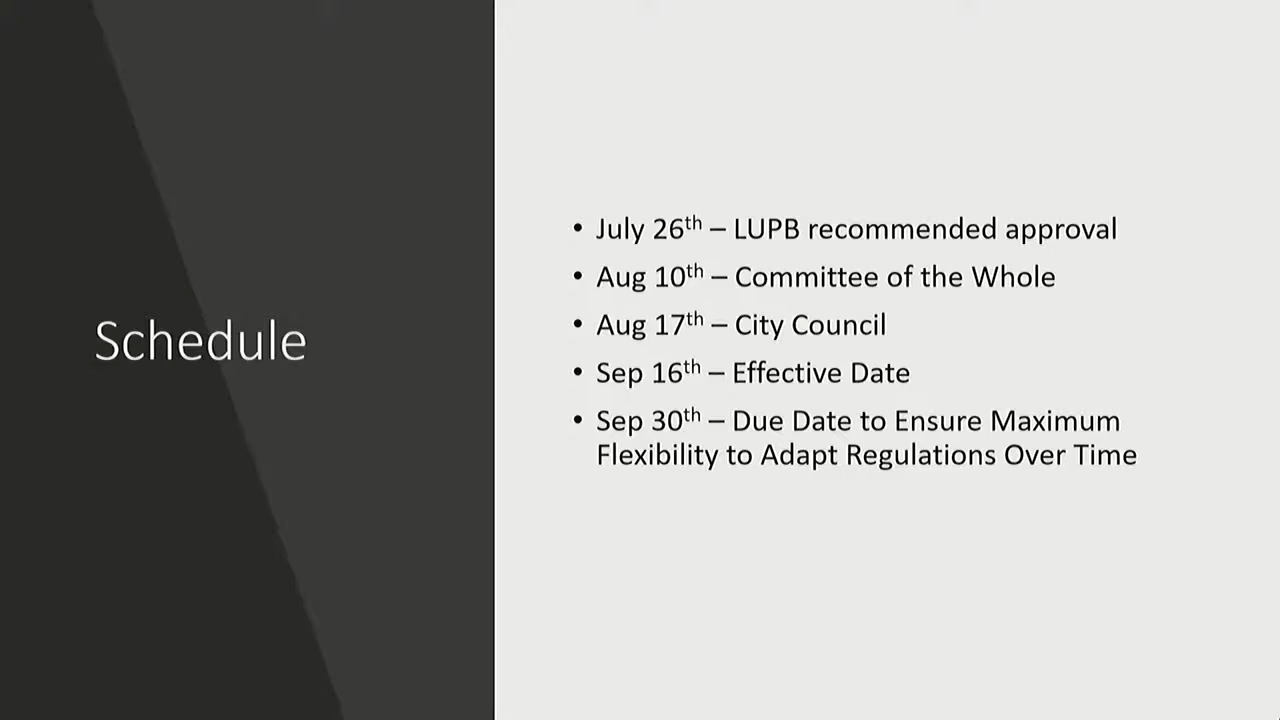 Schedule
• July 26th – LUPB recommended approval
• Aug 10th – Committee of the Whole
• Aug 17th – City Council
• Sep 16th – Effective Date
• Sep 30th – Due Date to Ensure Maximum
Flexibility to Adapt Regulations Over Time